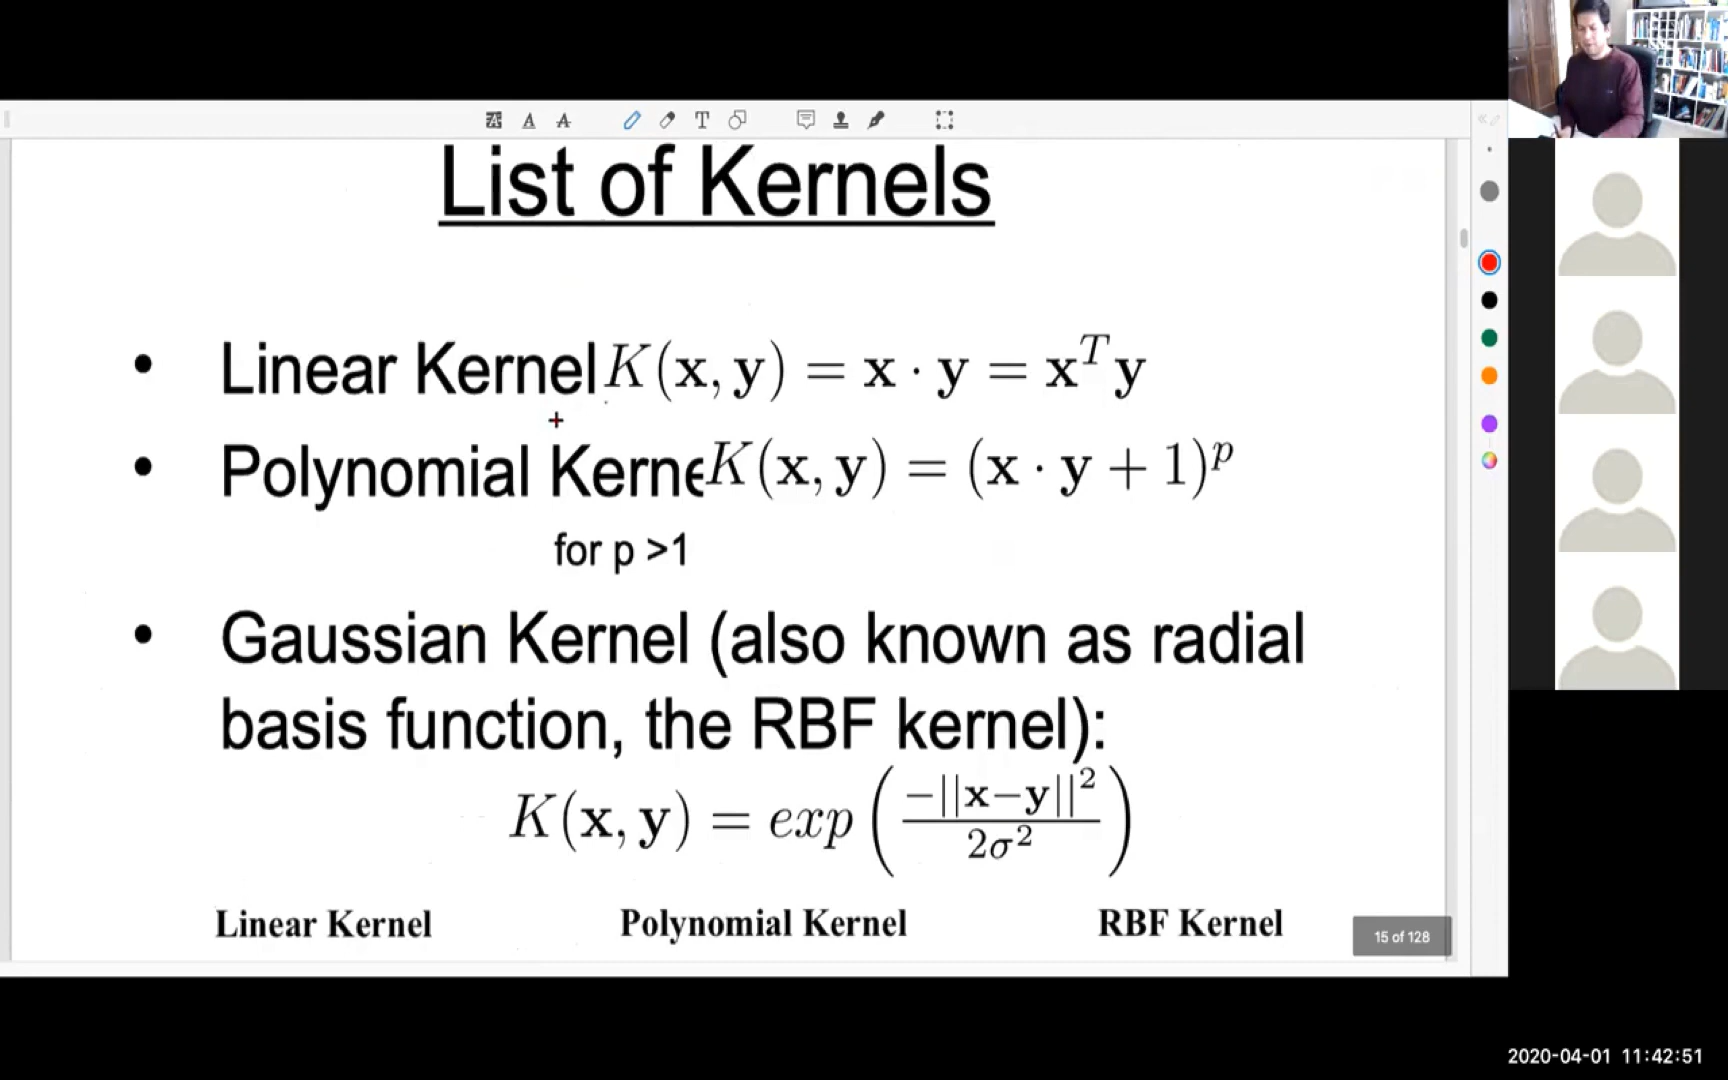 List of Kernels
• Linear Kernel K(x, y) = x · y = x^T y
• Polynomial Kerne K(x, y) = (x · y + 1)^p
for p >1
• Gaussian Kernel (also known as radial
basis function, the RBF kernel):
K(x, y) = exp(-||x-y||^2 / 2σ^2)
Linear Kernel Polynomial Kernel RBF Kernel
15 of 128
2020-04-01 11:42:51